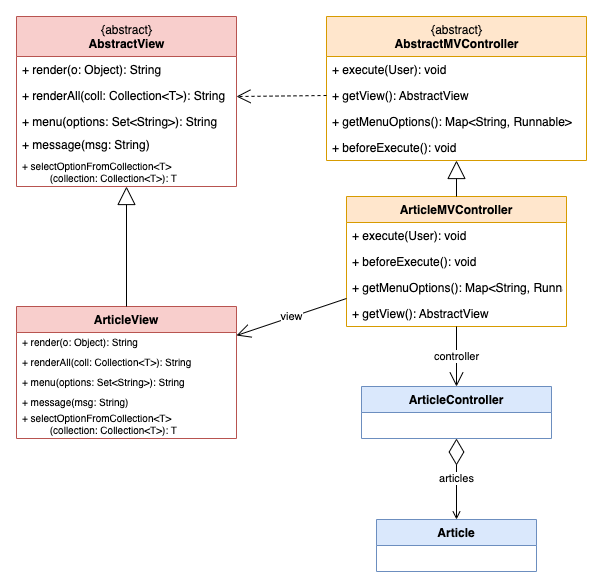 {abstract}
AbstractView
+ render(o: Object): String
+ renderAll(coll: Collection<T>): String
+ menu(options: Set<String>): String
+ message(msg: String)
+ selectOptionFromCollection<T>
(collection: Collection<T>): T
{abstract}
AbstractMVController
+ execute(User): void
+ getView(): AbstractView
+ getMenuOptions(): Map<String, Runnable>
+ beforeExecute(): void
ArticleMVController
+ execute(User): void
+ beforeExecute(): void
+ getMenuOptions(): Map<String, Runn
+ getView(): AbstractView
view
ArticleView
+ render(o: Object): String
+ renderAll(coll: Collection<T>): String
+ menu(options: Set<String>): String
+ message(msg: String)
+ selectOptionFromCollection<T>
(collection: Collection<T>): T
controller
ArticleController
articles
Article